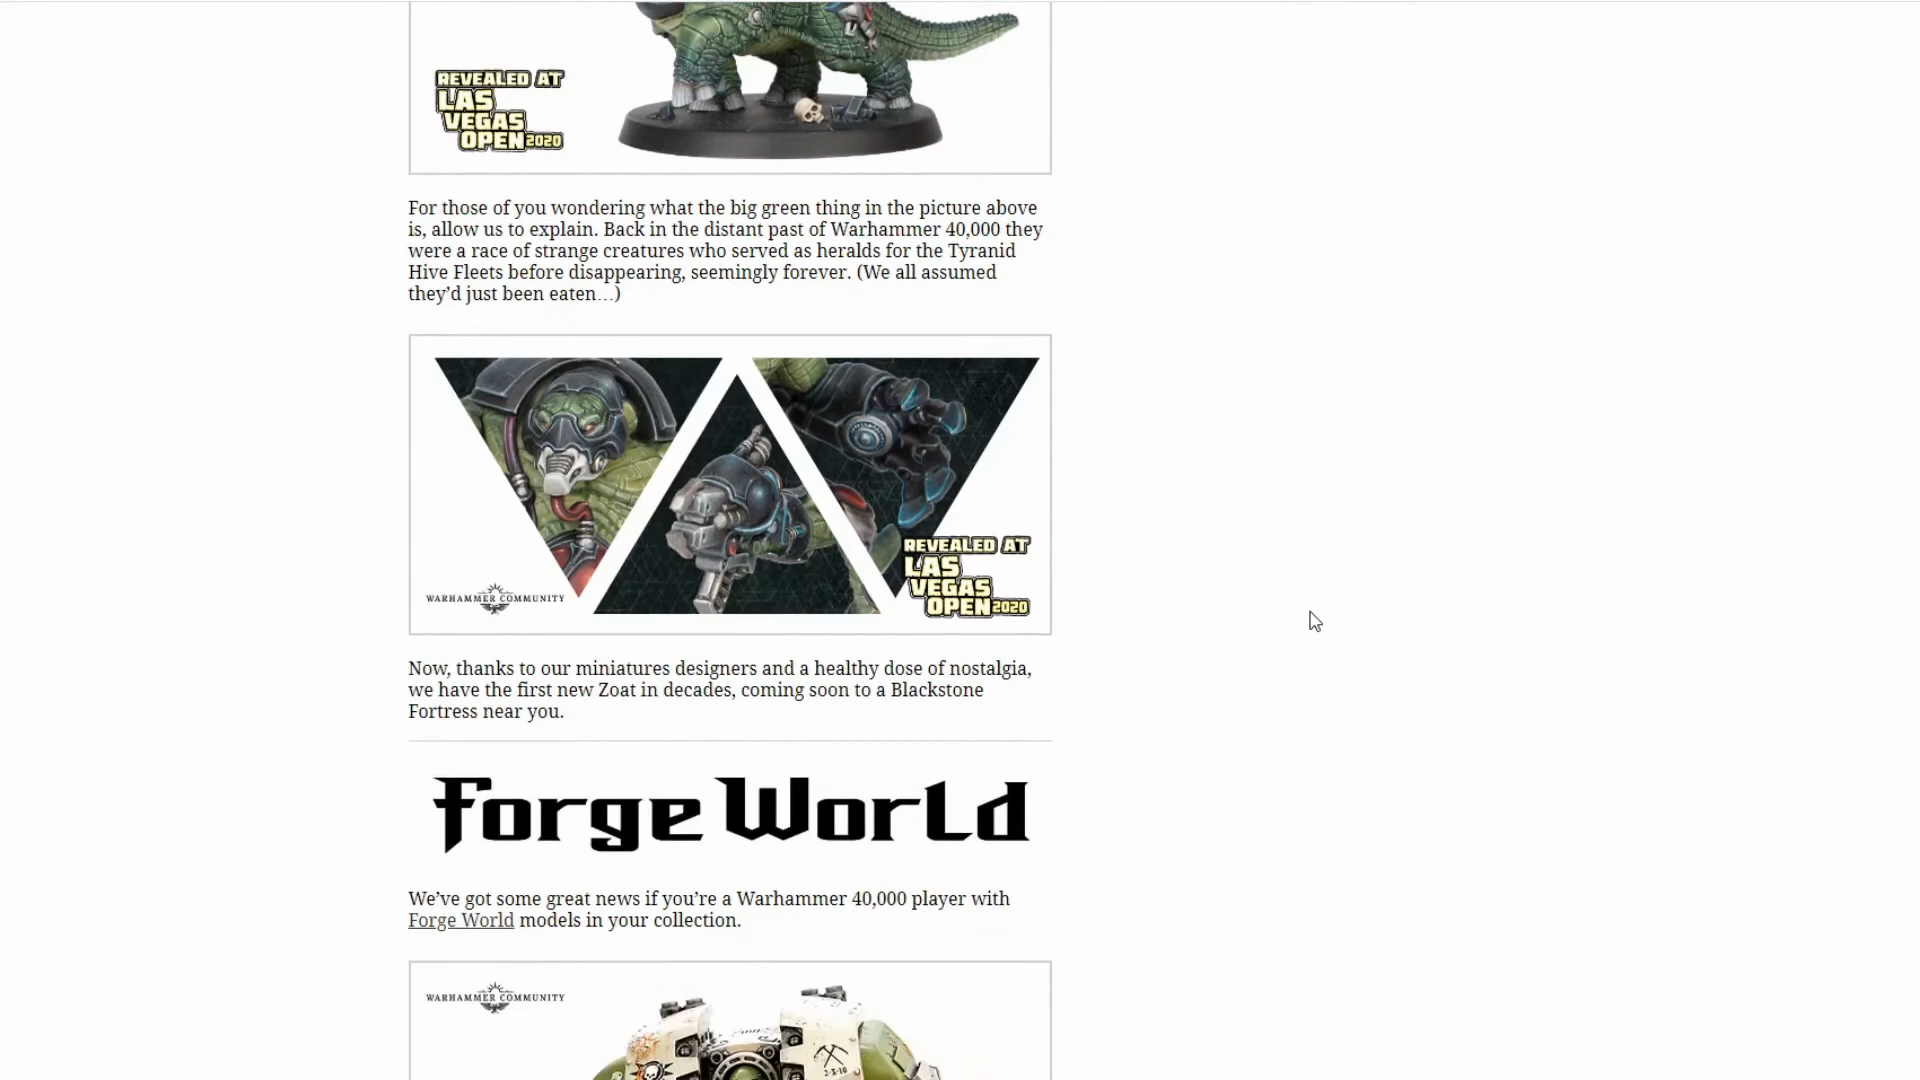 REVEALED AT
LAS
VEGAS
OPEN 2020
For those of you wondering what the big green thing in the picture above
is, allow us to explain. Back in the distant past of Warhammer 40,000 they
were a race of strange creatures who served as heralds for the Tyranid
Hive Fleets before disappearing, seemingly forever. (We all assumed
they’d just been eaten…)
WARHAMMER COMMUNITY
REVEALED AT
LAS
VEGAS
OPEN 2020
Now, thanks to our miniatures designers and a healthy dose of nostalgia,
we have the first new Zoat in decades, coming soon to a Blackstone
Fortress near you.
Forge World
We’ve got some great news if you’re a Warhammer 40,000 player with
Forge World models in your collection.
WARHAMMER COMMUNITY
2-X-10